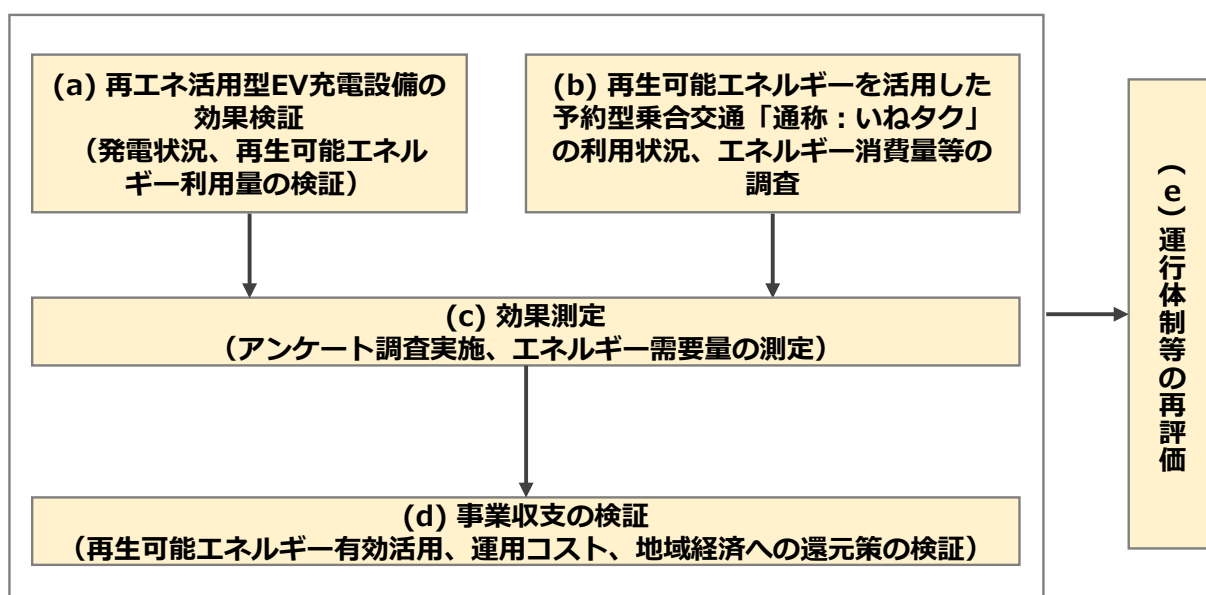 (a) 再エネ活用型EV充電設備の
効果検証
（発電状況、再生可能エネル
ギー利用量の検証）
(b) 再生可能エネルギーを活用した
予約型乗合交通「通称：いねタク」
の利用状況、エネルギー消費量等の
調査
(c) 効果測定
（アンケート調査実施、エネルギー需要量の測定）
(d) 事業収支の検証
（再生可能エネルギー有効活用、運用コスト、地域経済への還元策の検証）
(e) 運行体制等の再評価